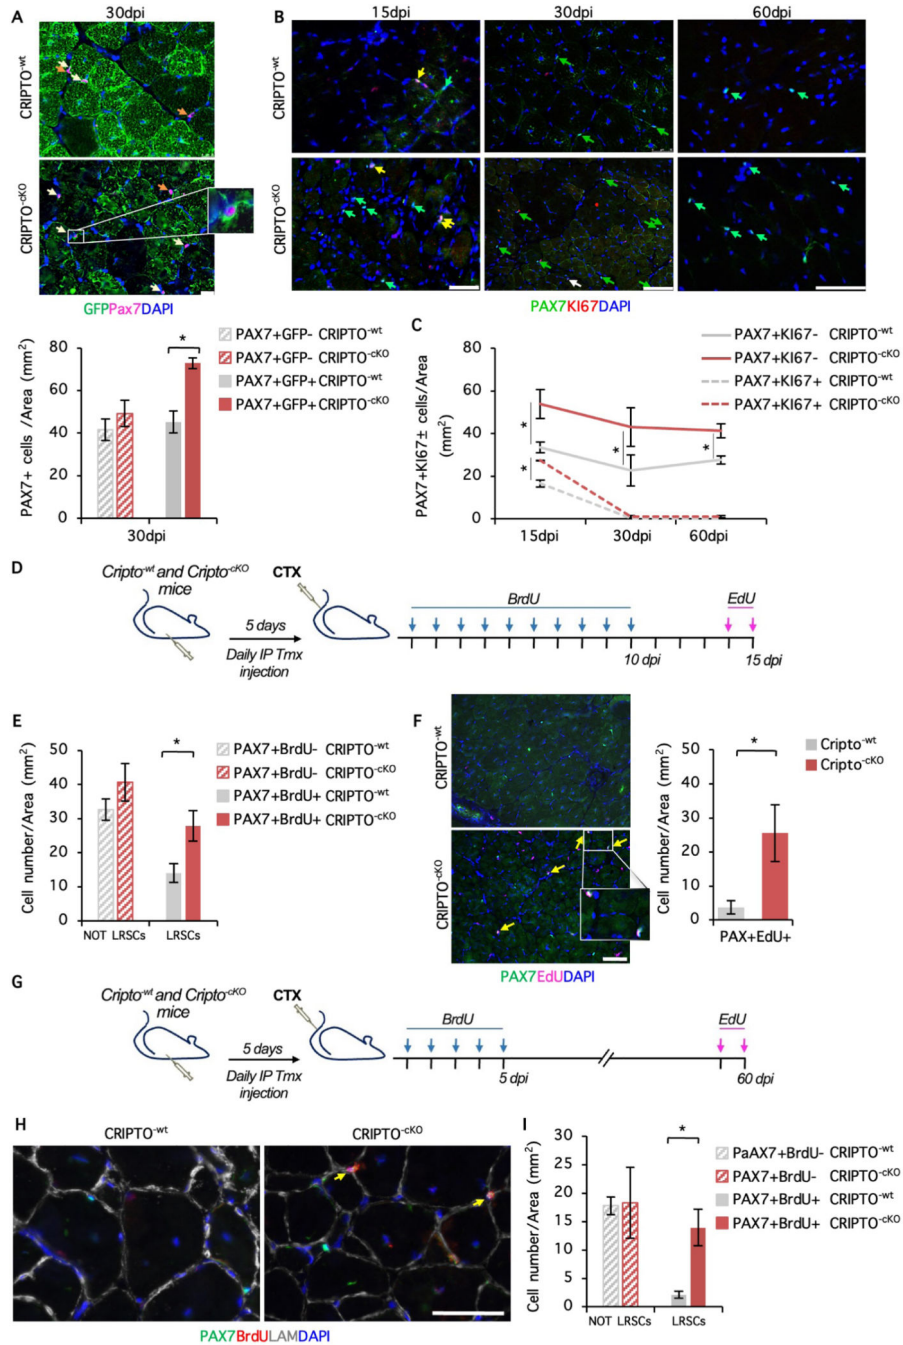 A
30dpi
CRIPTO-wt
CRIPTO-cKO
GFPPax7DAPI
PAX7+ cells /Area (mm2)
80
60
40
20
0
*
30dpi
PAX7+GFP- CRIPTO-wt
PAX7+GFP- CRIPTO-cKO
PAX7+GFP+ CRIPTO-wt
PAX7+GFP+ CRIPTO-cKO
B
15dpi
30dpi
60dpi
CRIPTO-wt
CRIPTO-cKO
PAX7KI67DAPI
C
PAX7+KI67± cells/Area
(mm2)
80
60
40
20
0
*
*
*
*
15dpi
30dpi
60dpi
PAX7+KI67- CRIPTO-wt
PAX7+KI67- CRIPTO-cKO
PAX7+KI67+ CRIPTO-wt
PAX7+KI67+ CRIPTO-cKO
D
Cripto-wt and Cripto-cKO
mice
CTX
5 days
Daily IP Tmx
injection
BrdU
EdU
10 dpi
15 dpi
E
Cell number/Area (mm2)
50
40
30
20
10
0
*
NOT LRSCs
LRSCs
PAX7+BrdU- CRIPTO-wt
PAX7+BrdU- CRIPTO-cKO
PAX7+BrdU+ CRIPTO-wt
PAX7+BrdU+ CRIPTO-cKO
F
CRIPTO-wt
CRIPTO-cKO
PAX7EdUDAPI
Cell number/Area (mm2)
50
40
30
20
10
0
*
PAX+EdU+
Cripto-wt
Cripto-cKO
G
Cripto-wt and Cripto-cKO
mice
CTX
5 days
Daily IP Tmx
injection
BrdU
EdU
5 dpi
60 dpi
H
CRIPTO-wt
CRIPTO-cKO
PAX7BrdULAMDAPI
I
Cell number/Area (mm2)
30
25
20
15
10
5
0
*
NOT LRSCs
LRSCs
PaAX7+BrdU- CRIPTO-wt
PAX7+BrdU- CRIPTO-cKO
PAX7+BrdU+ CRIPTO-wt
PAX7+BrdU+ CRIPTO-cKO